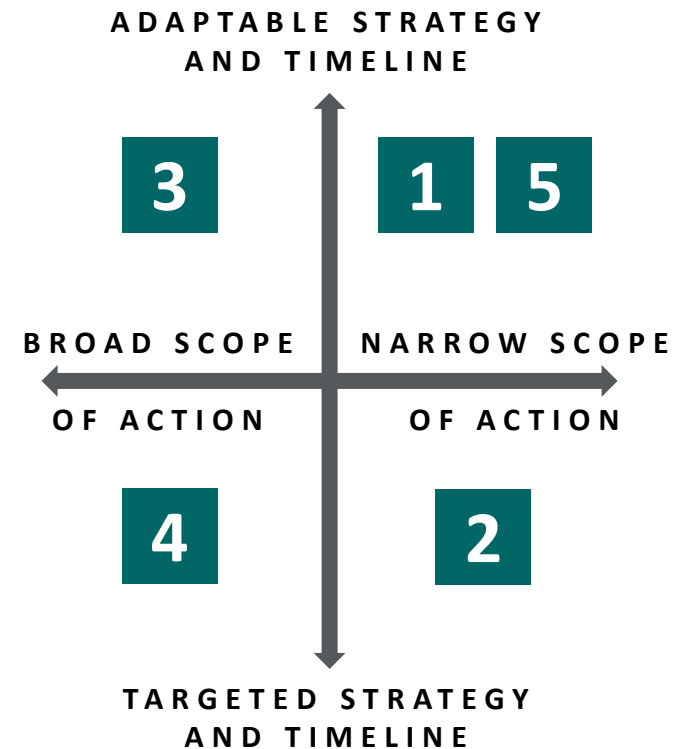 ADAPTABLE STRATEGY
AND TIMELINE
3
1 5
BROAD SCOPE
OF ACTION
NARROW SCOPE
OF ACTION
4
2
TARGETED STRATEGY
AND TIMELINE